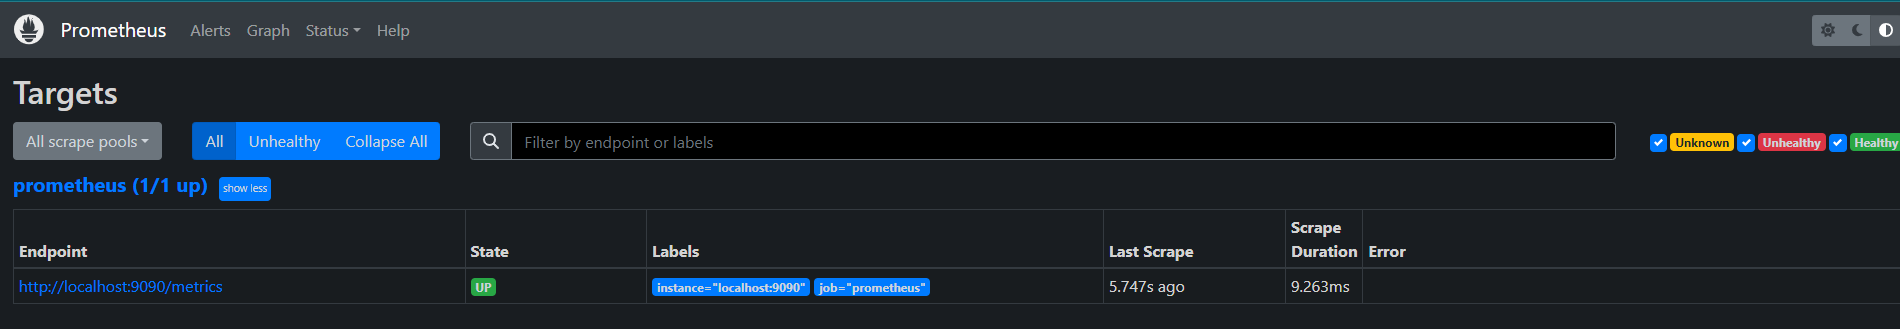 Prometheus Alerts Graph Status Help
Targets
All scrape pools All Unhealthy Collapse All Filter by endpoint or labels Unknown Unhealthy Healthy
prometheus (1/1 up) show less
Endpoint State Labels Last Scrape Scrape Duration Error
http://localhost:9090/metrics UP instance="localhost:9090" job="prometheus" 5.747s ago 9.263ms